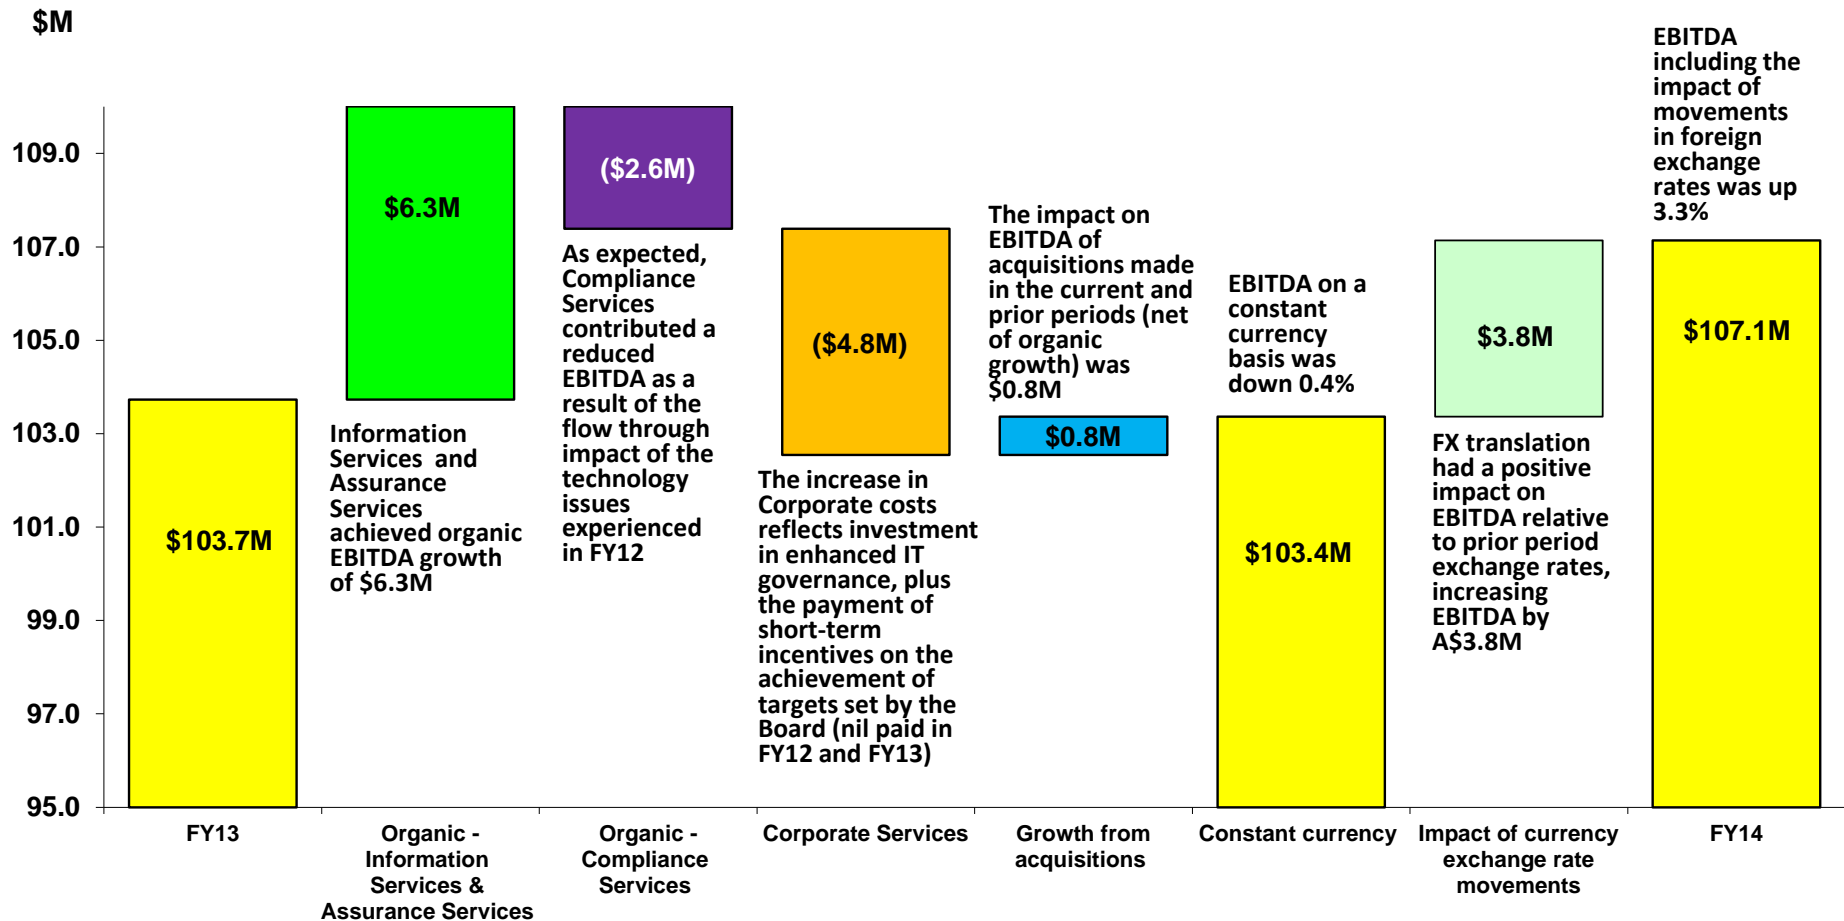 $M
109.0
107.0
105.0
103.0
101.0
99.0
97.0
95.0
$103.7M
$6.3M
Information
Services  and
Assurance
Services
achieved organic
EBITDA growth
of $6.3M
($2.6M)
As expected,
Compliance
Services
contributed a
reduced
EBITDA as a
result of the
flow through
impact of the
technology
issues
experienced
in FY12
($4.8M)
The increase in
Corporate costs
reflects investment
in enhanced IT
governance, plus
the payment of
short-term
incentives on the
achievement of
targets set by the
Board (nil paid in
FY12 and FY13)
The impact on
EBITDA of
acquisitions made
in the current and
prior periods (net
of organic
growth) was
$0.8M
$0.8M
EBITDA on a
constant
currency
basis was
down 0.4%
$103.4M
$3.8M
FX translation
had a positive
impact on
EBITDA relative
to prior period
exchange rates,
increasing
EBITDA by
A$3.8M
EBITDA
including the
impact of
movements
in foreign
exchange
rates was up
3.3%
$107.1M
FY13
Organic -
Information
Services &
Assurance Services
Organic -
Compliance
Services
Corporate Services
Growth from
acquisitions
Constant currency
Impact of currency
exchange rate
movements
FY14